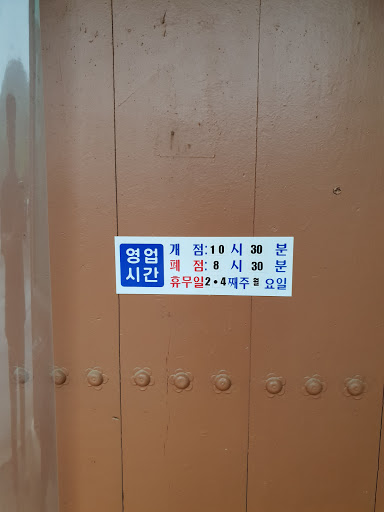 영업
시간
개 점:10 시 30 분
폐 점: 8 시 30 분
휴무일2•4째주 월 요일